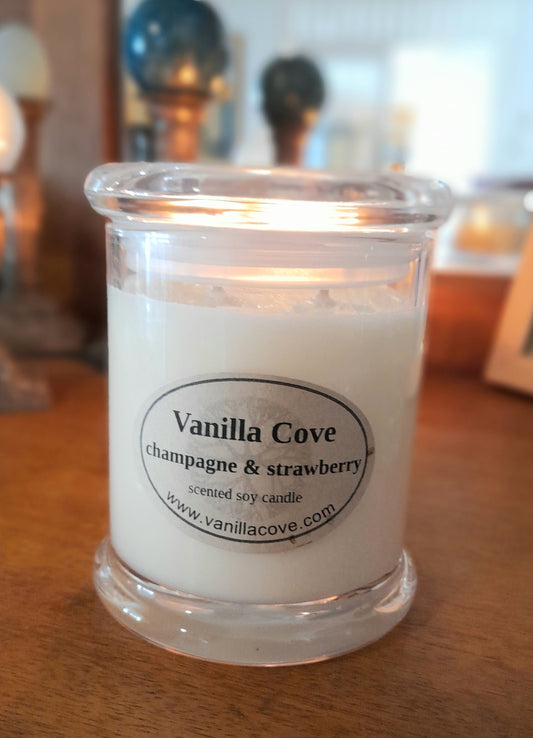 Vanilla Cove
champagne & strawberry
scented soy candle
www.vanillacove.com